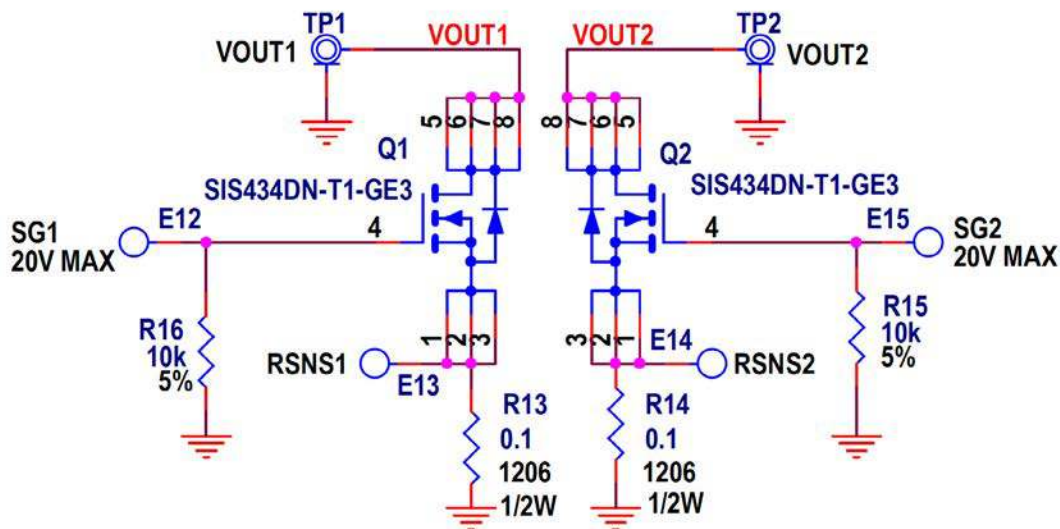 TP1
VOUT1
VOUT1
TP2
VOUT2
VOUT2
5
6
7
8
8
7
6
5
Q1
SIS434DN-T1-GE3
Q2
SIS434DN-T1-GE3
SG1
20V MAX
E12
4
4
E15
SG2
20V MAX
R16
10k
5%
RSNS1
E13
1
2
3
3
2
1
E14
RSNS2
R15
10k
5%
R13
0.1
1206
1/2W
R14
0.1
1206
1/2W